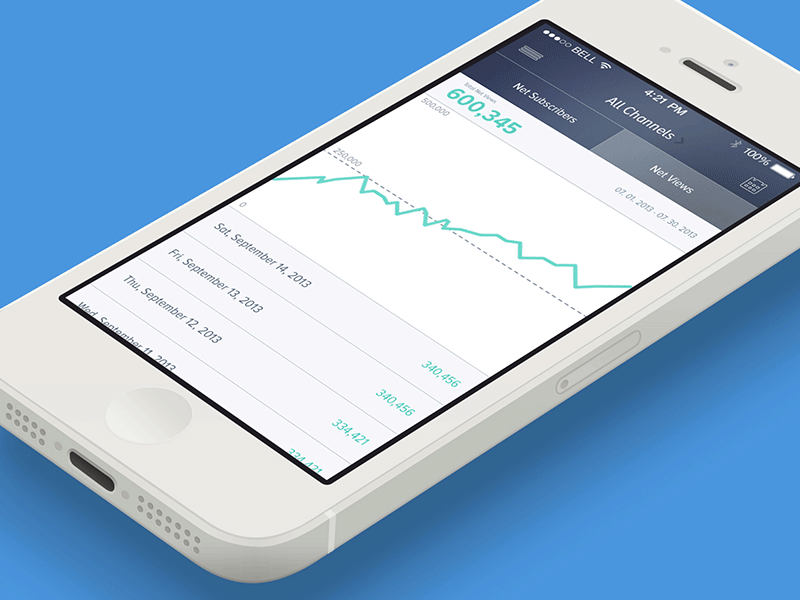 BELL 4:21 PM 100%
All Channels
Net Subscribers Net Views
Total Net Views
600,345
07. 01. 2013 - 07. 30. 2013
500,000
250,000
0
Sat, September 14, 2013 340,456
Fri, September 13, 2013 340,456
Thu, September 12, 2013 334,421
Wed, September 11, 2013 334,421